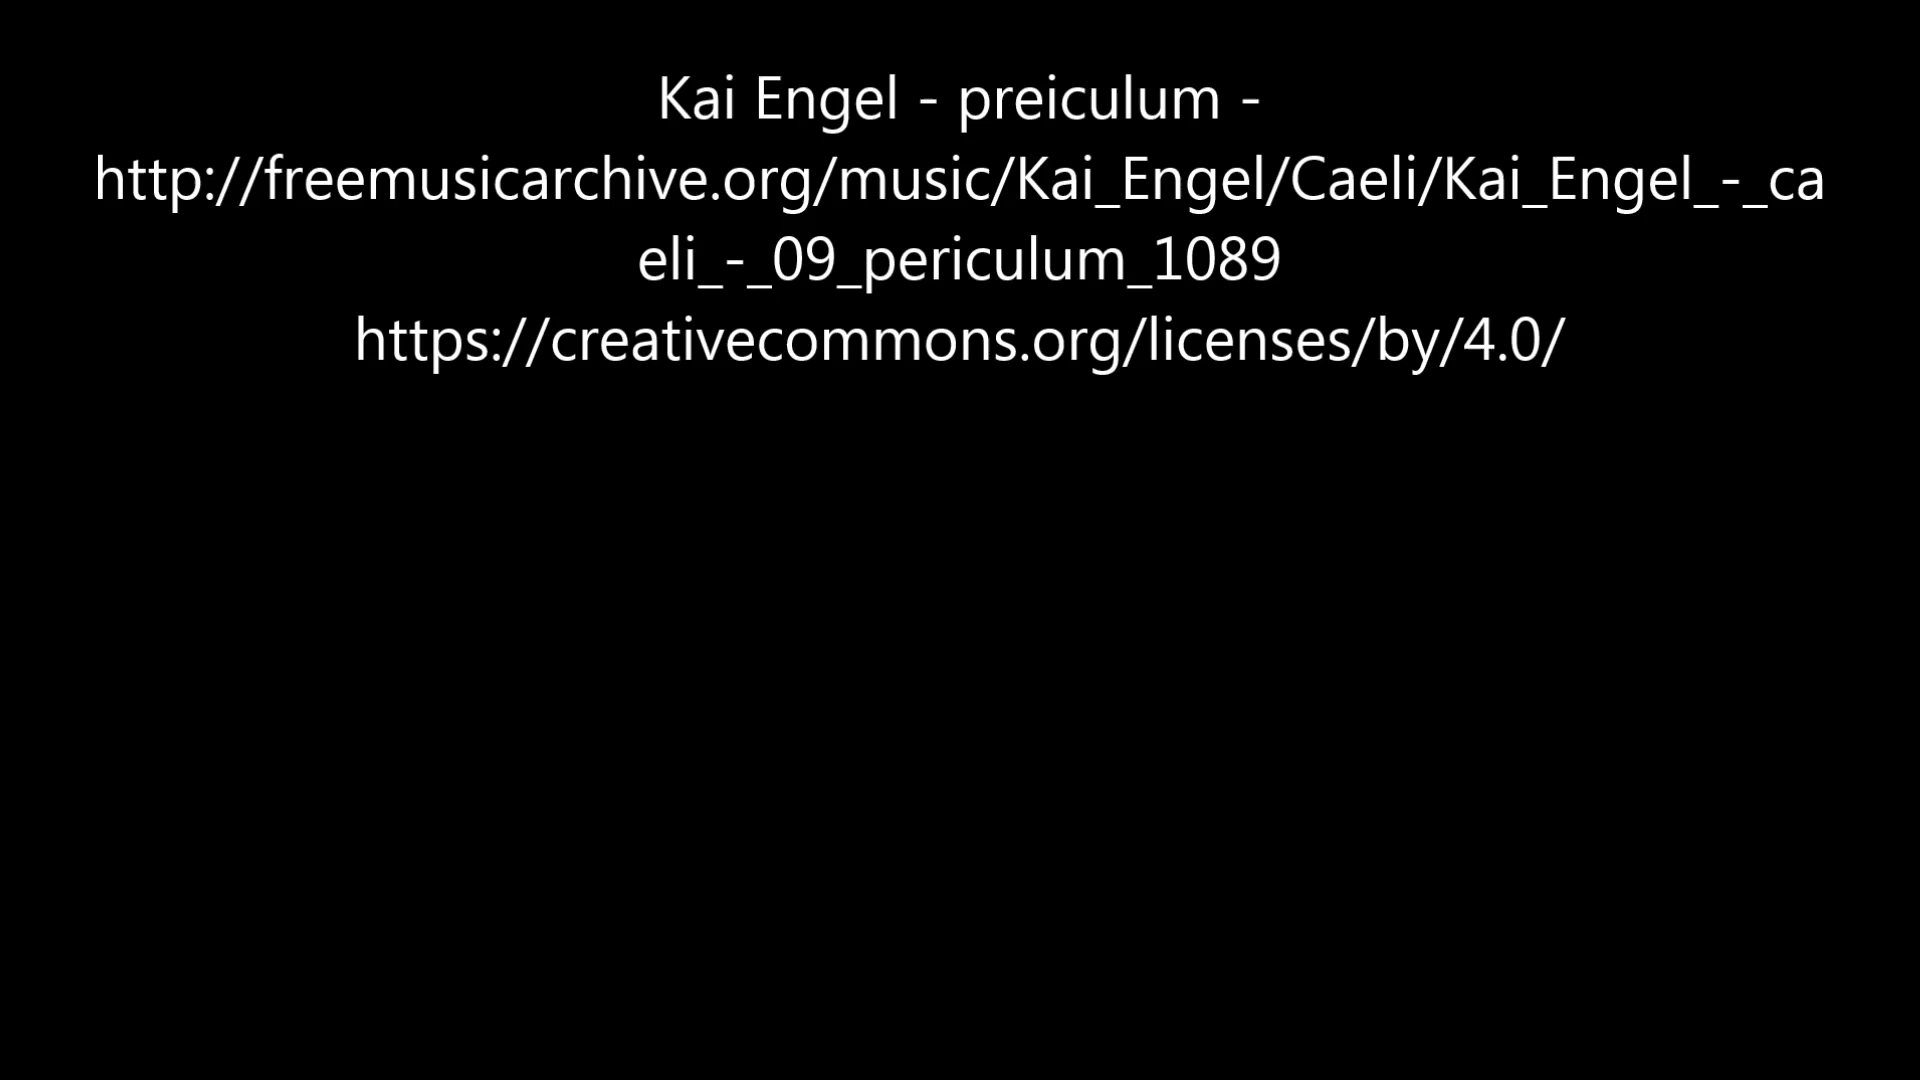 Kai Engel - preiculum -
http://freemusicarchive.org/music/Kai_Engel/Caeli/Kai_Engel_-_ca
eli_-_09_periculum_1089
https://creativecommons.org/licenses/by/4.0/